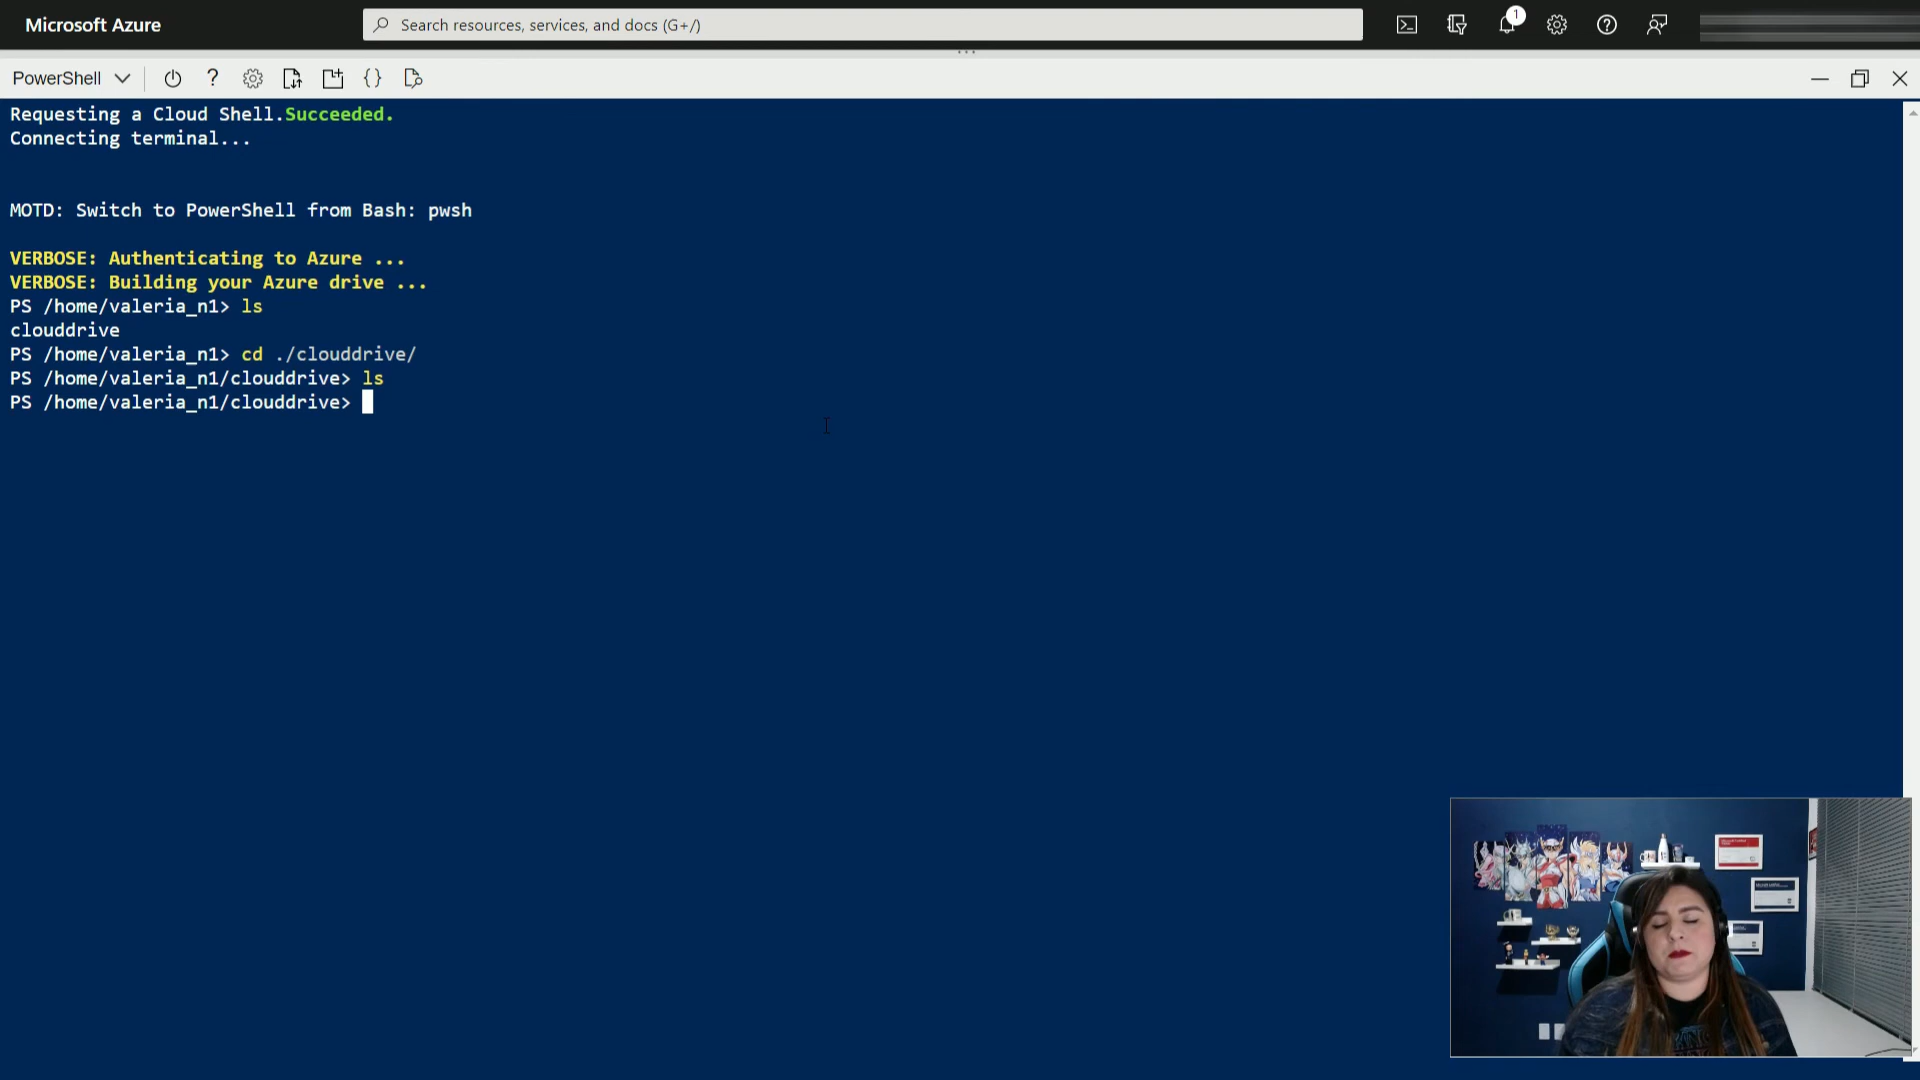 Microsoft Azure
Search resources, services, and docs (G+/)
1
PowerShell
Requesting a Cloud Shell.Succeeded.
Connecting terminal...
MOTD: Switch to PowerShell from Bash: pwsh
VERBOSE: Authenticating to Azure ...
VERBOSE: Building your Azure drive ...
PS /home/valeria_n1> ls
clouddrive
PS /home/valeria_n1> cd ./clouddrive/
PS /home/valeria_n1/clouddrive> ls
PS /home/valeria_n1/clouddrive>